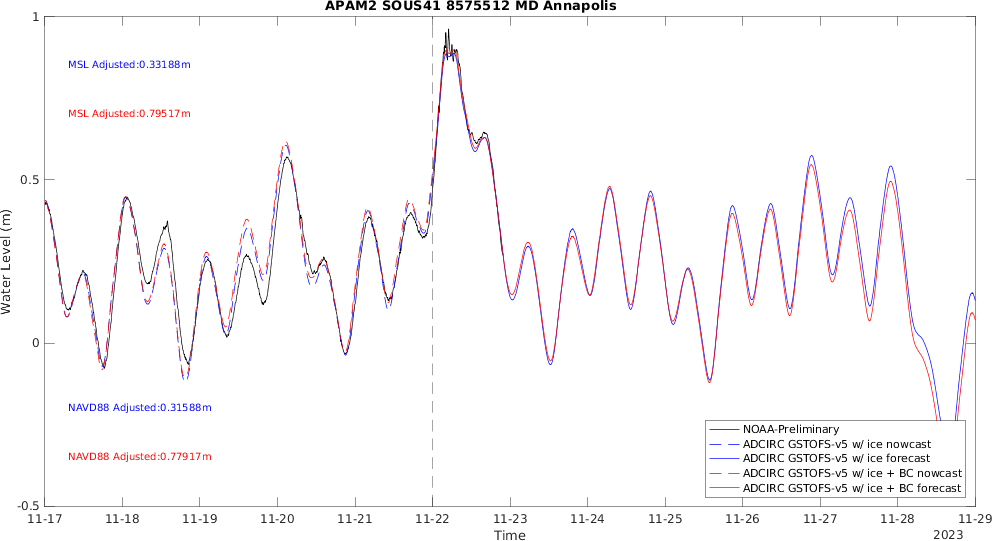 APAM2 SOUS41 8575512 MD Annapolis
Water Level (m)
1
0.5
0
-0.5
MSL Adjusted:0.33188m
MSL Adjusted:0.79517m
NAVD88 Adjusted:0.31588m
NAVD88 Adjusted:0.77917m
NOAA-Preliminary
ADCIRC GSTOFS-v5 w/ ice nowcast
ADCIRC GSTOFS-v5 w/ ice forecast
ADCIRC GSTOFS-v5 w/ ice + BC nowcast
ADCIRC GSTOFS-v5 w/ ice + BC forecast
11-17 11-18 11-19 11-20 11-21 11-22 11-23 11-24 11-25 11-26 11-27 11-28 11-29
Time
2023